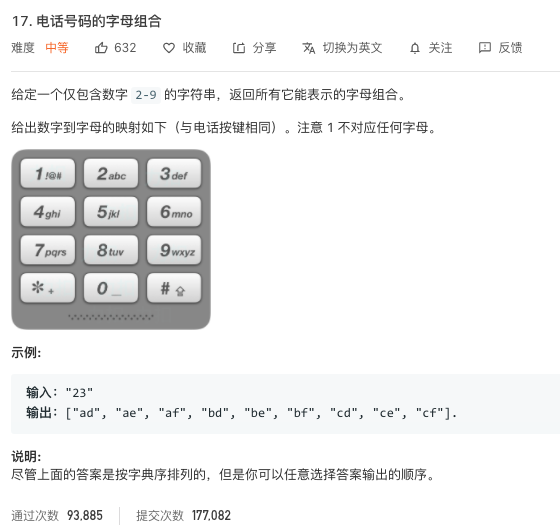 17. 电话号码的字母组合
难度 中等 632 收藏 分享 切换为英文 关注 反馈
给定一个仅包含数字 2-9 的字符串，返回所有它能表示的字母组合。
给出数字到字母的映射如下（与电话按键相同）。注意 1 不对应任何字母。
1 !@# 2 abc 3 def
4 ghi 5 jkl 6 mno
7 pqrs 8 tuv 9 wxyz
* + 0 _ #
示例:
输入："23"
输出：["ad", "ae", "af", "bd", "be", "bf", "cd", "ce", "cf"].
说明:
尽管上面的答案是按字典序排列的，但是你可以任意选择答案输出的顺序。
通过次数 93,885 提交次数 177,082